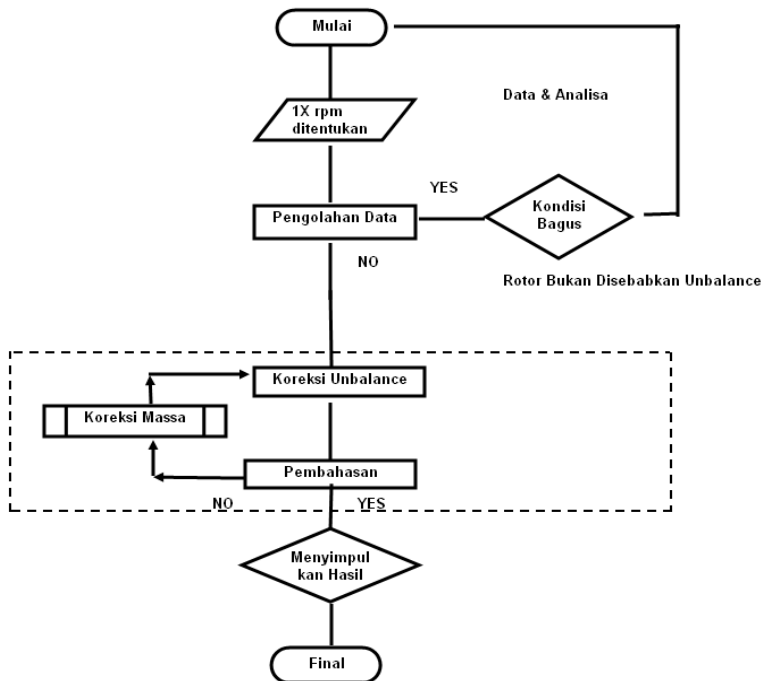 Mulai
Data & Analisa
1X rpm
ditentukan
YES
Kondisi
Bagus
Pengolahan Data
NO
Rotor Bukan Disebabkan Unbalance
Koreksi Unbalance
Koreksi Massa
Pembahasan
NO
YES
Menyimpul
kan Hasil
Final